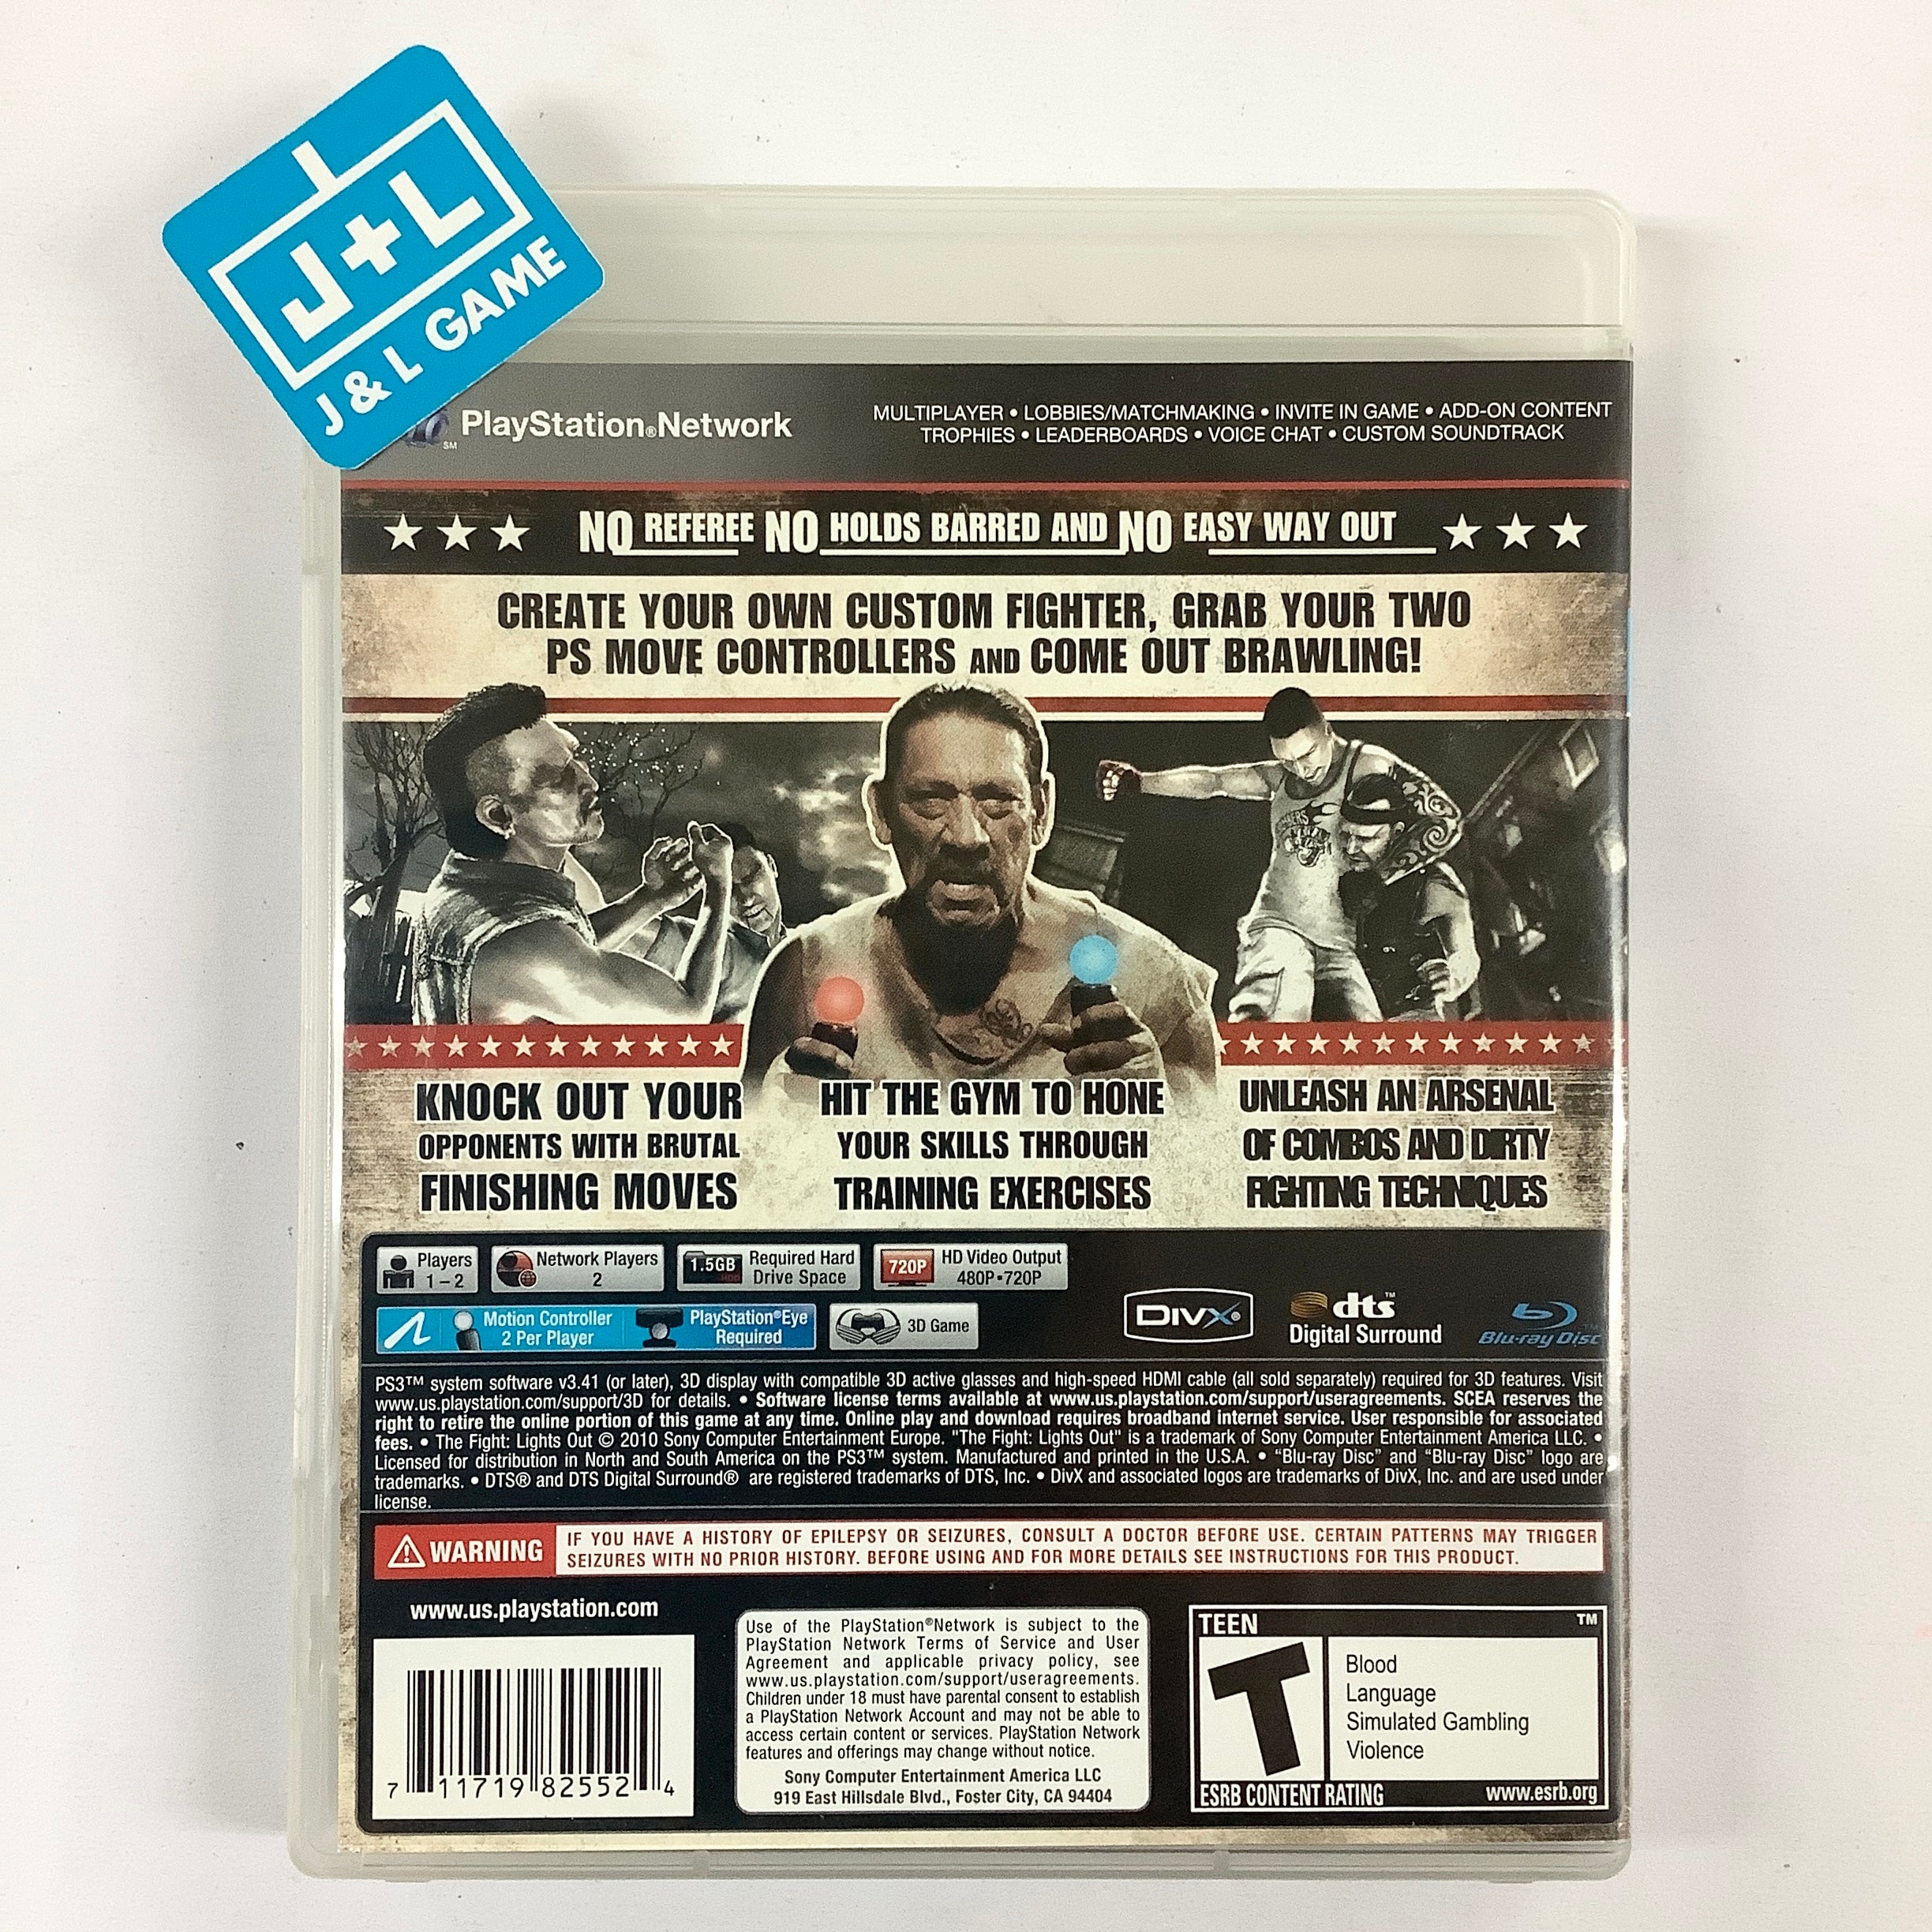 J+L
J & L GAME
SM
PlayStation®Network
MULTIPLAYER • LOBBIES/MATCHMAKING • INVITE IN GAME • ADD-ON CONTENT
TROPHIES • LEADERBOARDS • VOICE CHAT • CUSTOM SOUNDTRACK
NO REFEREE NO HOLDS BARRED AND NO EASY WAY OUT
CREATE YOUR OWN CUSTOM FIGHTER, GRAB YOUR TWO
PS MOVE CONTROLLERS AND COME OUT BRAWLING!
KNOCK OUT YOUR
OPPONENTS WITH BRUTAL
FINISHING MOVES
HIT THE GYM TO HONE
YOUR SKILLS THROUGH
TRAINING EXERCISES
UNLEASH AN ARSENAL
OF COMBOS AND DIRTY
FIGHTING TECHNIQUES
Players
1–2
Network Players
2
1.5GB
HDD
Required Hard
Drive Space
720P
HD Video Output
480P•720P
Motion Controller
2 Per Player
PlayStation®Eye
Required
3D Game
DIVX
dts™
Digital Surround
Blu-ray Disc™
PS3™ system software v3.41 (or later), 3D display with compatible 3D active glasses and high-speed HDMI cable (all sold separately) required for 3D features. Visit
www.us.playstation.com/support/3D for details. • Software license terms available at www.us.playstation.com/support/useragreements. SCEA reserves the
right to retire the online portion of this game at any time. Online play and download requires broadband internet service. User responsible for associated
fees. • The Fight: Lights Out © 2010 Sony Computer Entertainment Europe. "The Fight: Lights Out" is a trademark of Sony Computer Entertainment America LLC. •
Licensed for distribution in North and South America on the PS3™ system. Manufactured and printed in the U.S.A. • “Blu-ray Disc” and “Blu-ray Disc” logo are
trademarks. • DTS® and DTS Digital Surround® are registered trademarks of DTS, Inc. • DivX and associated logos are trademarks of DivX, Inc. and are used under
license.
WARNING
IF YOU HAVE A HISTORY OF EPILEPSY OR SEIZURES, CONSULT A DOCTOR BEFORE USE. CERTAIN PATTERNS MAY TRIGGER
SEIZURES WITH NO PRIOR HISTORY. BEFORE USING AND FOR MORE DETAILS SEE INSTRUCTIONS FOR THIS PRODUCT.
www.us.playstation.com
7 11719 82552 4
Use of the PlayStation®Network is subject to the
PlayStation Network Terms of Service and User
Agreement and applicable privacy policy, see
www.us.playstation.com/support/useragreements.
Children under 18 must have parental consent to establish
a PlayStation Network Account and may not be able to
access certain content or services. PlayStation Network
features and offerings may change without notice.
Sony Computer Entertainment America LLC
919 East Hillsdale Blvd., Foster City, CA 94404
TEEN
™
T
Blood
Language
Simulated Gambling
Violence
ESRB CONTENT RATING
www.esrb.org